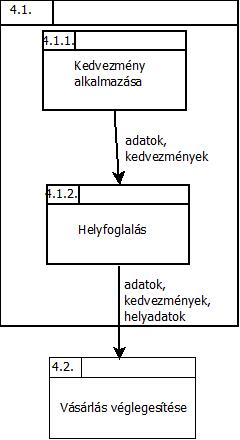 4.1.
4.1.1.
Kedvezmény
alkalmazása
adatok,
kedvezmények
4.1.2.
Helyfoglalás
adatok,
kedvezmények,
helyadatok
4.2.
Vásárlás véglegesítése